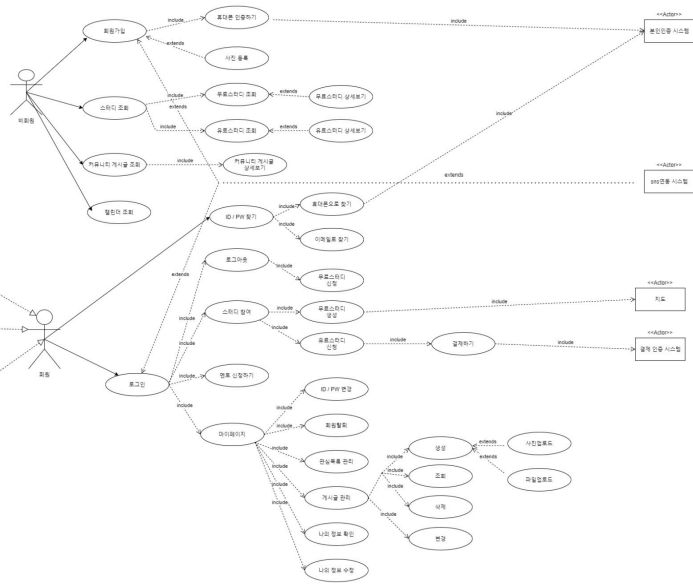 <<Actor>>
본인인증 시스템
회원가입
include
휴대폰 인증하기
include
extends
사진 등록
비회원
스터디 조회
include
extends
무료스터디 조회
extends
무료스터디 상세보기
include
유료스터디 조회
extends
유료스터디 상세보기
include
커뮤니티 게시글 조회
include
커뮤니티 게시글
상세보기
<<Actor>>
sns연동 시스템
extends
캘린더 조회
ID / PW 찾기
include
휴대폰으로 찾기
include
이메일로 찾기
extends
로그아웃
include
무료스터디
신청
<<Actor>>
지도
include
스터디 참여
include
무료스터디
생성
include
include
유료스터디
신청
include
결제하기
include
<<Actor>>
결제 인증 시스템
회원
로그인
include
include
멘토 신청하기
include
마이페이지
include
ID / PW 변경
include
회원탈퇴
include
관심목록 관리
include
게시글 관리
include
나의 정보 확인
include
나의 정보 수정
include
생성
extends
사진업로드
extends
파일업로드
include
조회
include
삭제
include
변경